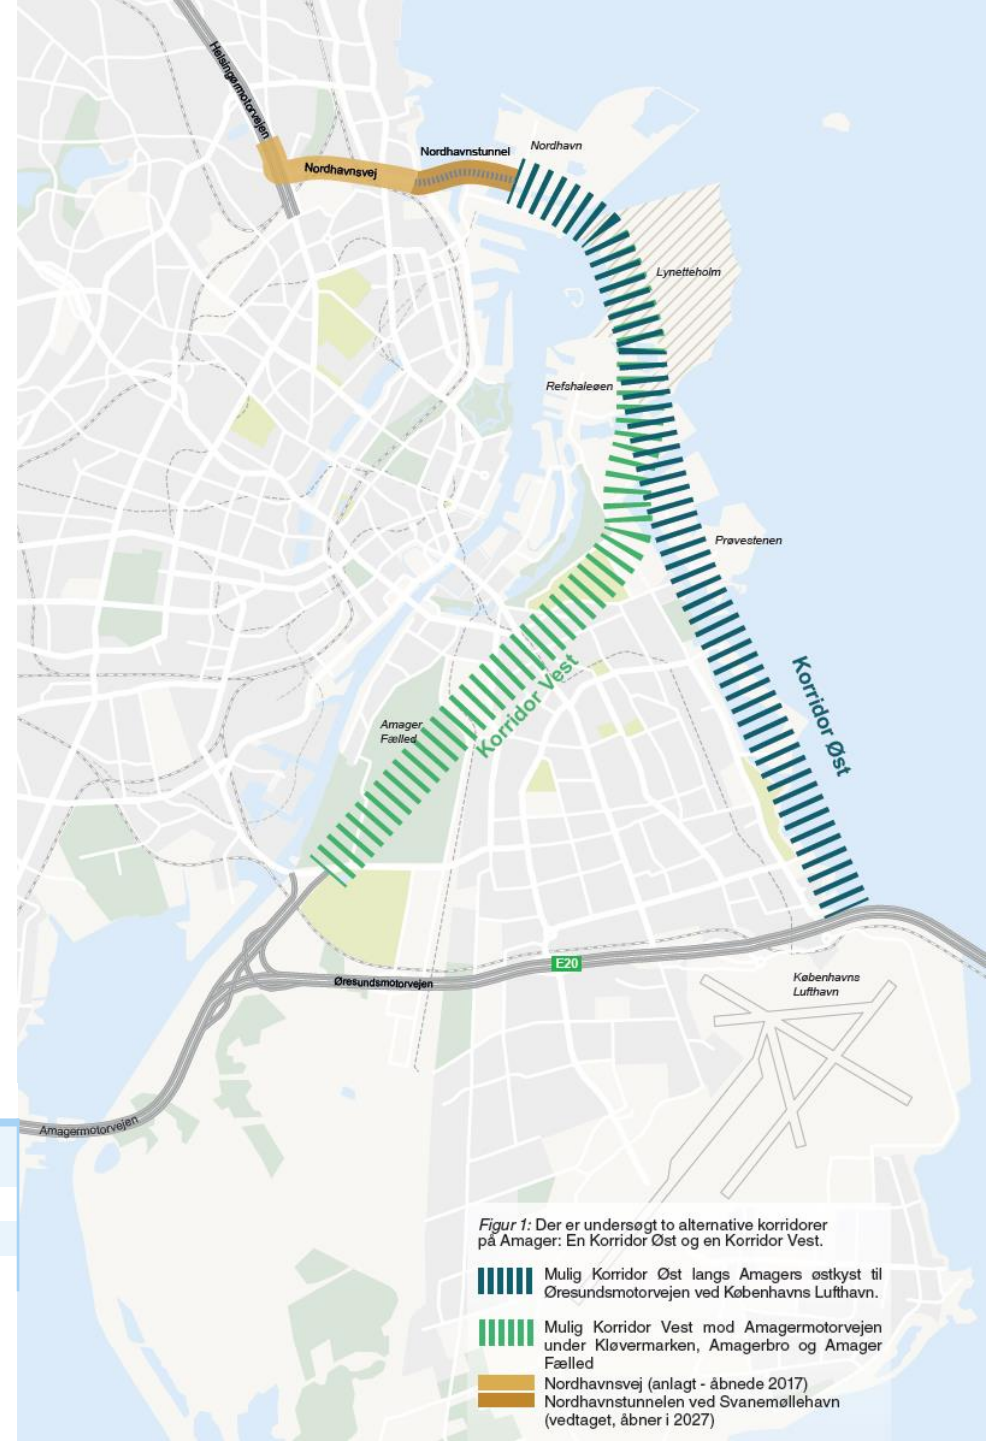 Helsingørmotorvejen
Nordhavnstunnel
Nordhavn
Nordhavnsvej
Lynetteholm
Refshaleøen
Prøvestenen
Korridor Øst
Korridor Vest
Amager
Fælled
E20
Københavns
Lufthavn
Øresundsmotorvejen
Amagermotorvejen
Figur 1: Der er undersøgt to alternative korridorer
på Amager: En Korridor Øst og en Korridor Vest.
Mulig Korridor Øst langs Amagers østkyst til
Øresundsmotorvejen ved Københavns Lufthavn.
Mulig Korridor Vest mod Amagermotorvejen
under Kløvermarken, Amagerbro og Amager
Fælled
Nordhavnsvej (anlagt - åbnede 2017)
Nordhavnstunnelen ved Svanemøllehavn
(vedtaget, åbner i 2027)